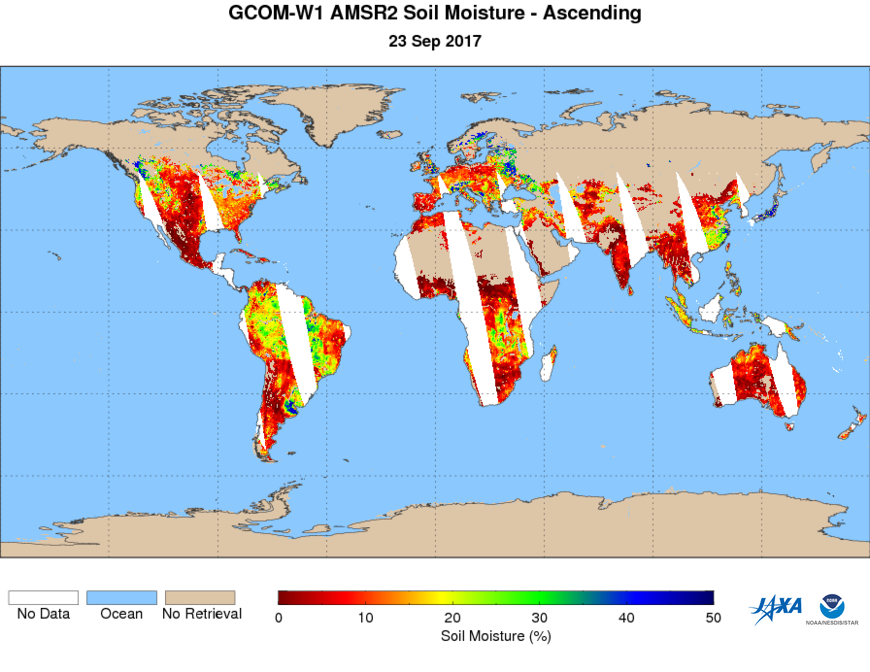 GCOM-W1 AMSR2 Soil Moisture - Ascending
23 Sep 2017
No Data
Ocean
No Retrieval
0 10 20 30 40 50
Soil Moisture (%)
JAXA
NOAA
NOAA/NESDIS/STAR